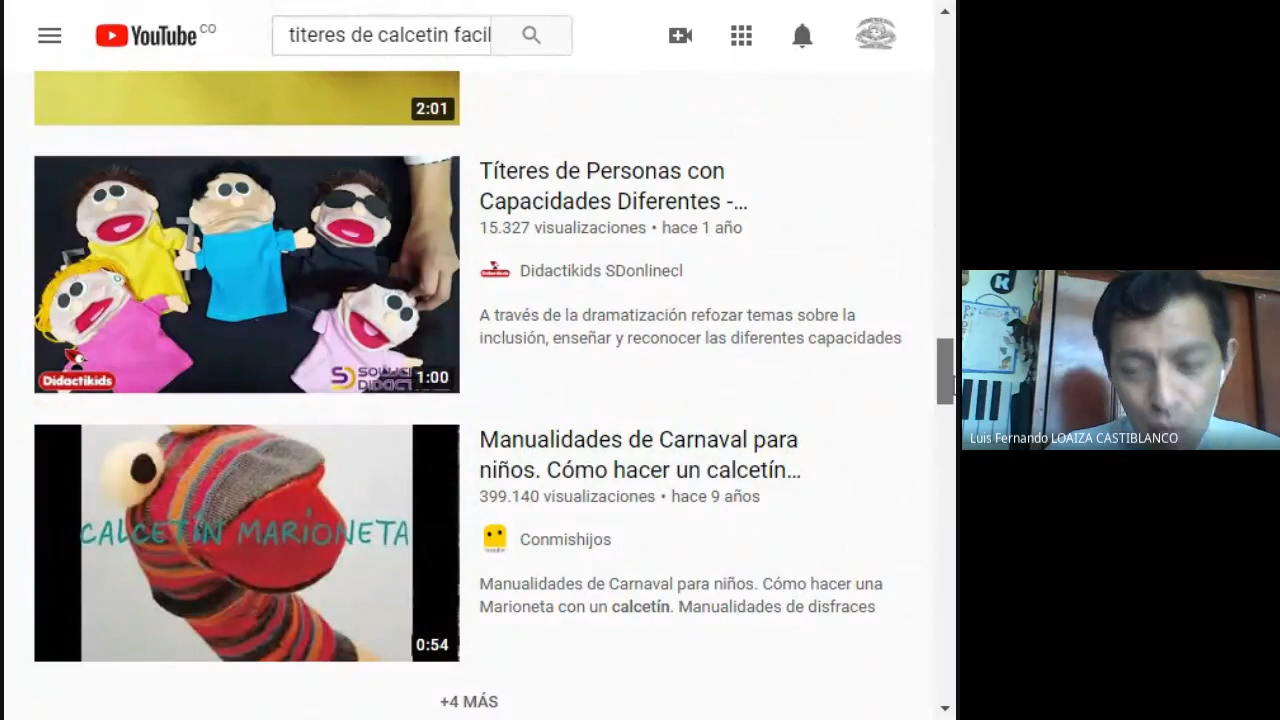 YouTube CO
titeres de calcetin facil
2:01
Títeres de Personas con
Capacidades Diferentes -...
15.327 visualizaciones • hace 1 año
Didactikids SDonlinecl
A través de la dramatización refozar temas sobre la
inclusión, enseñar y reconocer las diferentes capacidades
Didactikids
1:00
Manualidades de Carnaval para
niños. Cómo hacer un calcetín...
399.140 visualizaciones • hace 9 años
CALCETÍN MARIONETA
Conmishijos
Manualidades de Carnaval para niños. Cómo hacer una
Marioneta con un calcetín. Manualidades de disfraces
0:54
+4 MÁS
K
Luis Fernando LOAIZA CASTIBLANCO